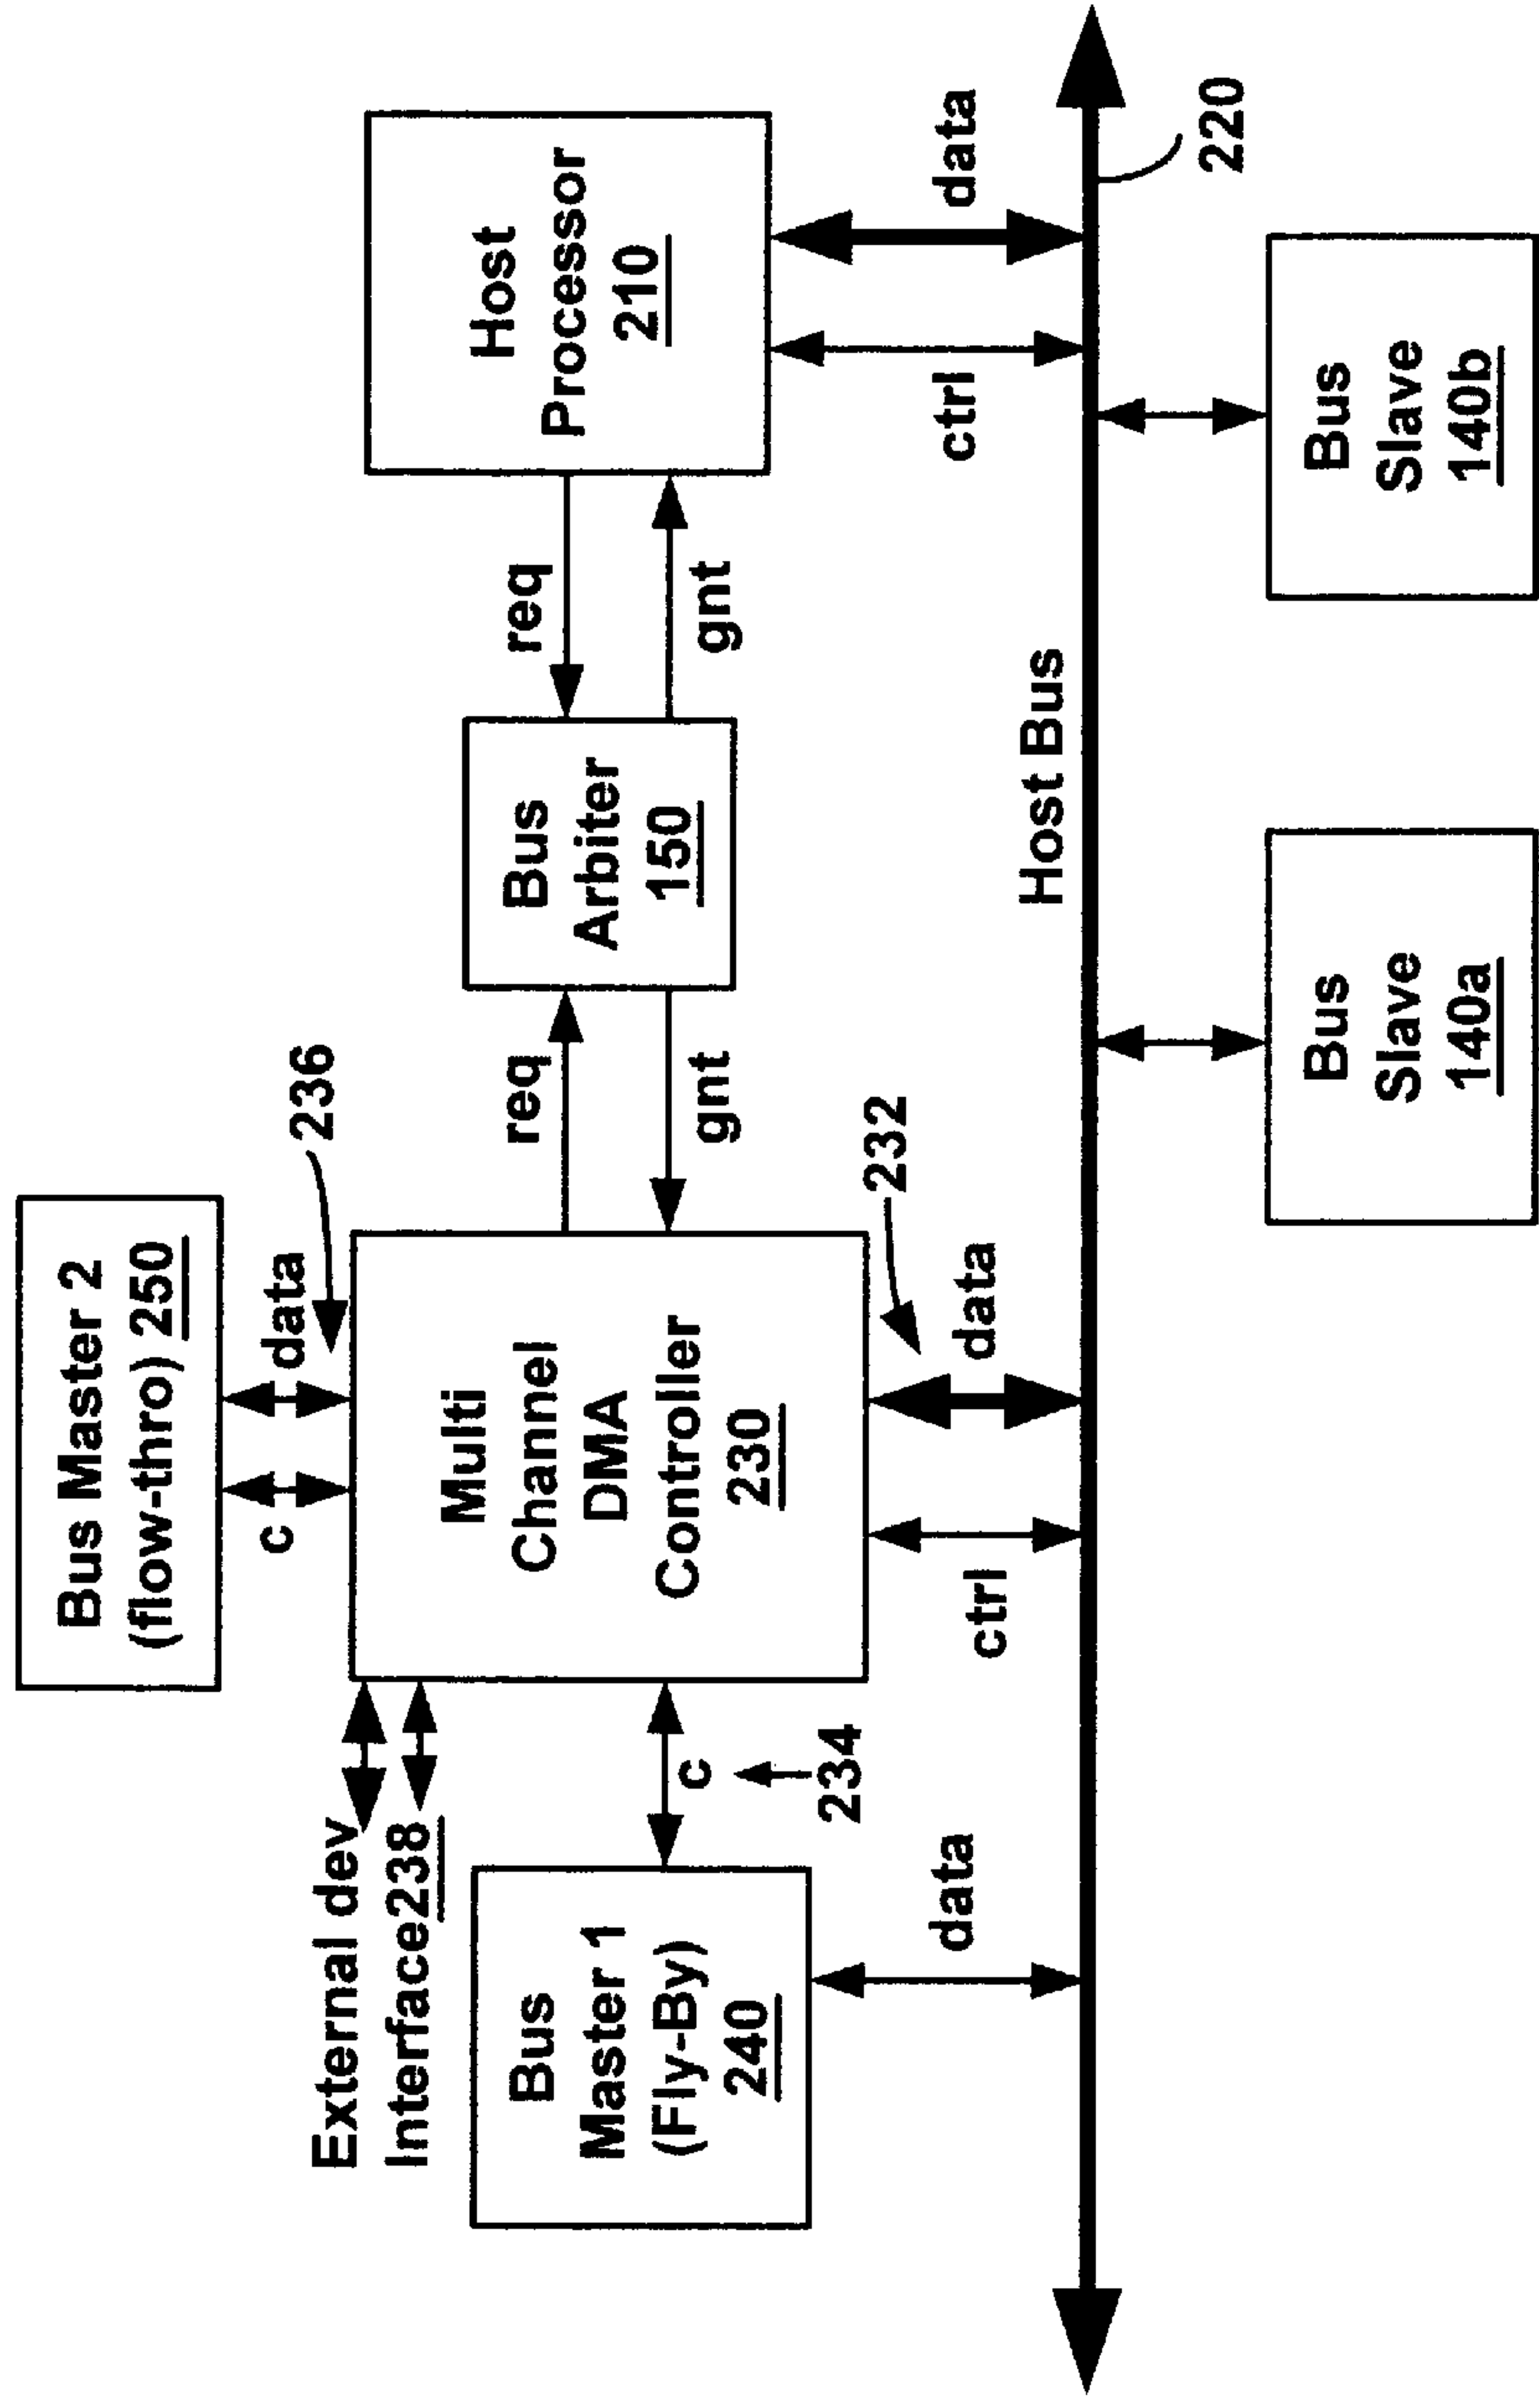 Bus Master 2
(flow-thro) 250
c
data
236
External dev
Interface238
Multi
Channel
DMA
Controller
230
req
gnt
Bus
Arbiter
150
req
gnt
Host
Processor
210
Bus
Master 1
(Fly-By)
240
c
234
data
ctrl
data
232
ctrl
data
Host Bus
220
Bus
Slave
140a
Bus
Slave
140b